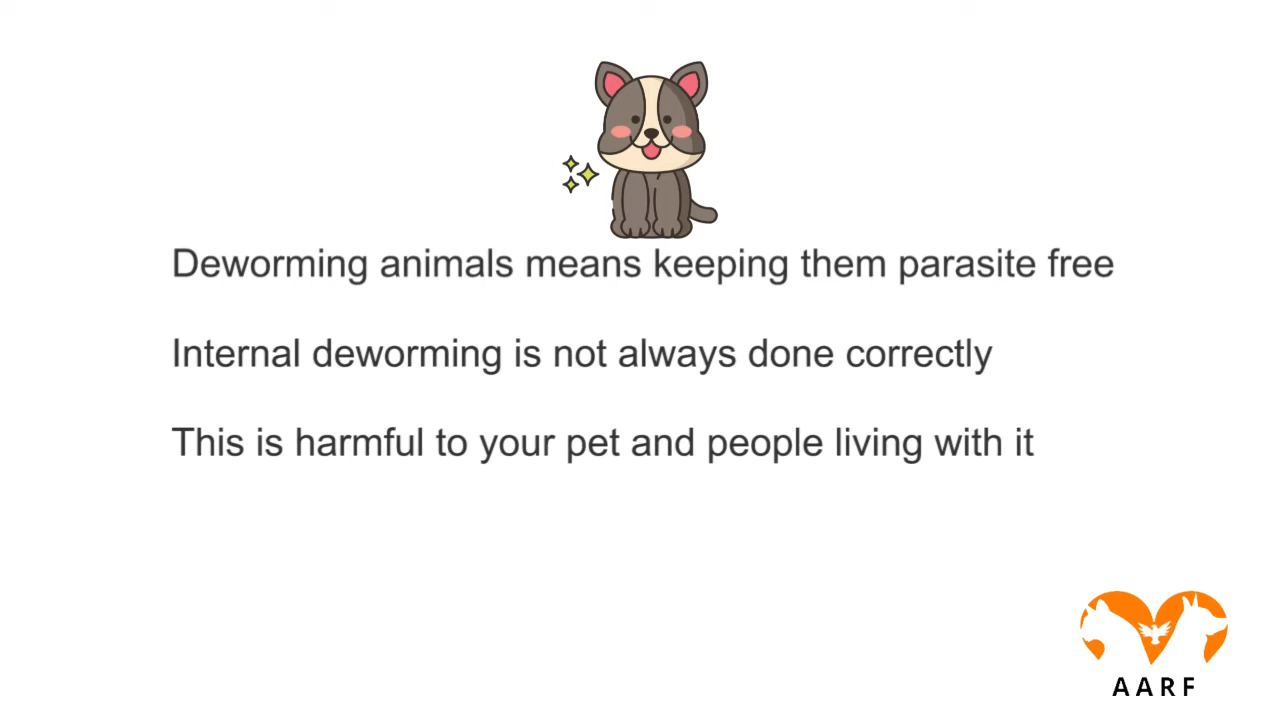 Deworming animals means keeping them parasite free
Internal deworming is not always done correctly
This is harmful to your pet and people living with it
AARF